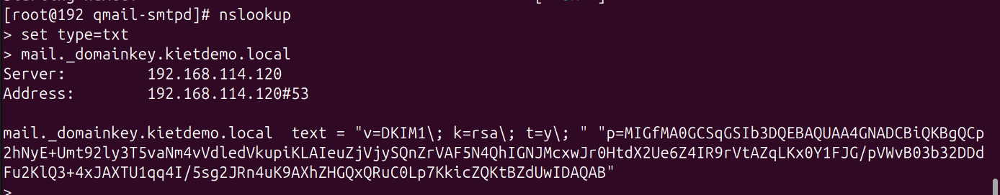 [root@192 qmail-smtpd]# nslookup
> set type=txt
> mail._domainkey.kietdemo.local
Server:         192.168.114.120
Address:        192.168.114.120#53

mail._domainkey.kietdemo.local  text = "v=DKIM1\; k=rsa\; t=y\; " "p=MIGfMA0GCSqGSIb3DQEBAQUAA4GNADCBiQKBgQCp
2hNyE+Umt92ly3T5vaNm4vVdledVkupiKLAIeuZjVjySQnZrVAF5N4QhIGNJMcxwJr0HtdX2Ue6Z4IR9rVtAZqLKx0Y1FJG/pVWvB03b32DDd
Fu2KlQ3+4xJAXTU1qq4I/5sg2JRn4uK9AXhZHGQxQRuC0Lp7KkicZQKtBZdUwIDAQAB"
>